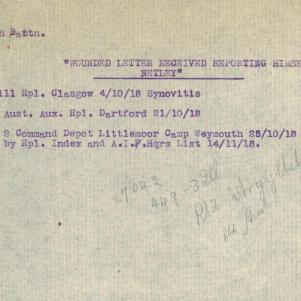 h Battn.
"WOUNDED LETTER RECEIVED REPORTING HIMSE
NETLEY"
ill Hpl. Glasgow 4/10/18 Synovitis
Aust. Aux. Hpl. Dartford 21/10/18
2 Command Depot Littlemoor Camp Weymouth 25/10/18
by Hpl. Index and A.I.F.Hqrs List 14/11/18.
7042
449